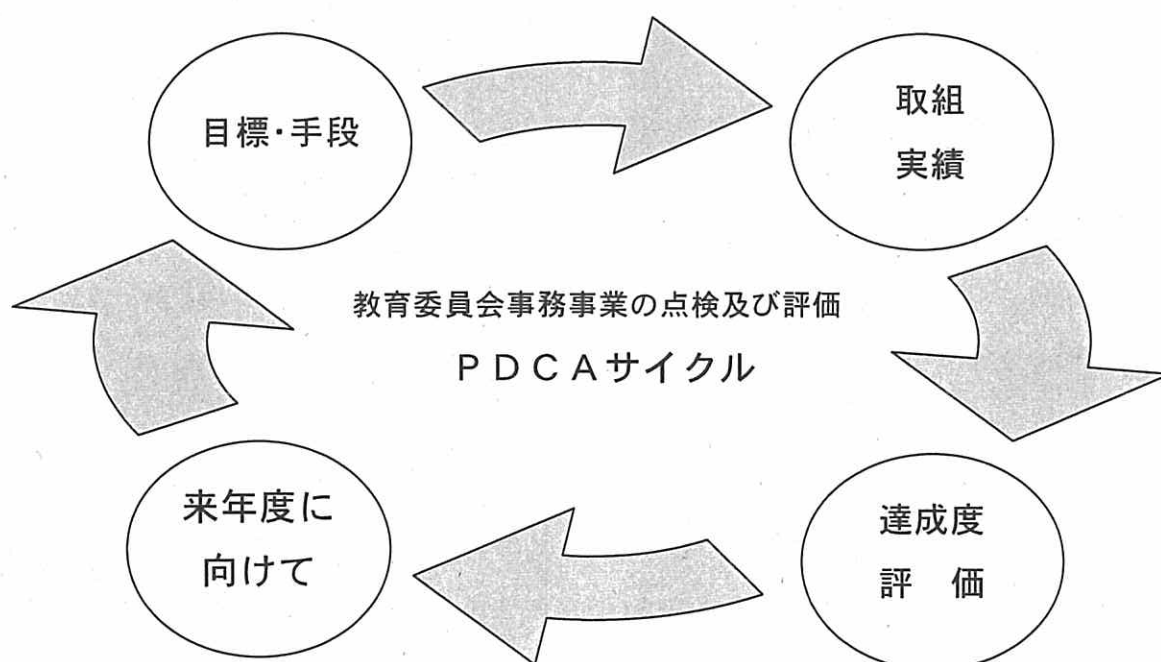 目標・手段
取組
実績
教育委員会事務事業の点検及び評価
ＰＤＣＡサイクル
来年度に
向けて
達成度
評　価